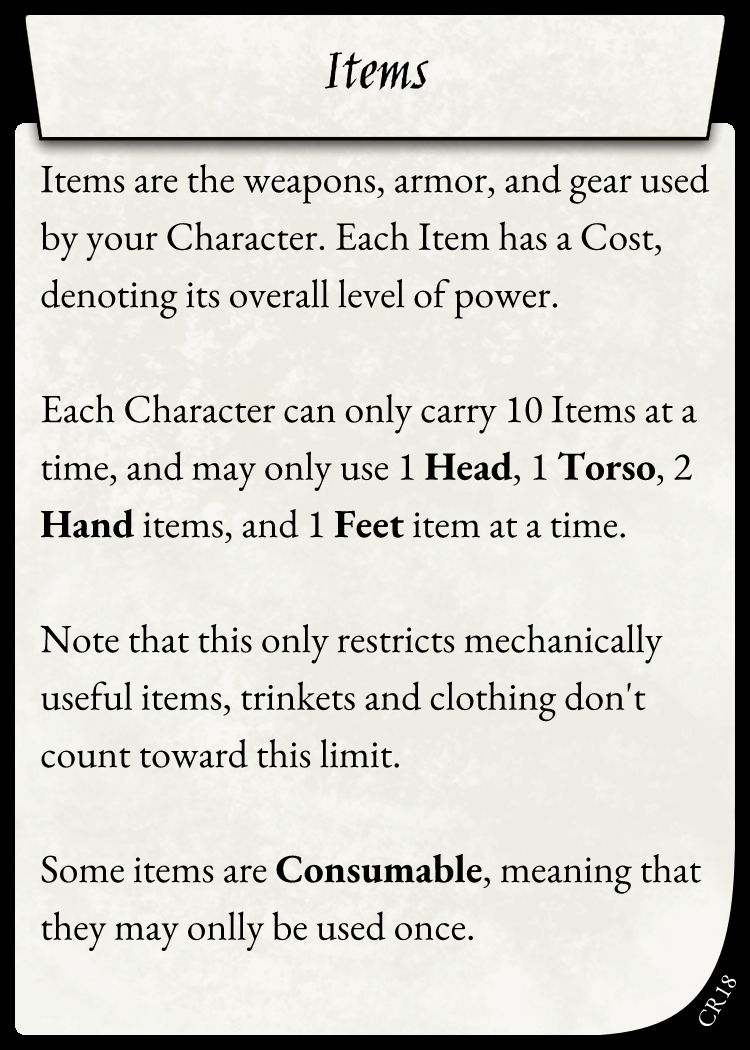 Items
Items are the weapons, armor, and gear used
by your Character. Each Item has a Cost,
denoting its overall level of power.
Each Character can only carry 10 Items at a
time, and may only use 1 Head, 1 Torso, 2
Hand items, and 1 Feet item at a time.
Note that this only restricts mechanically
useful items, trinkets and clothing don't
count toward this limit.
Some items are Consumable, meaning that
they may onlly be used once.
CR18